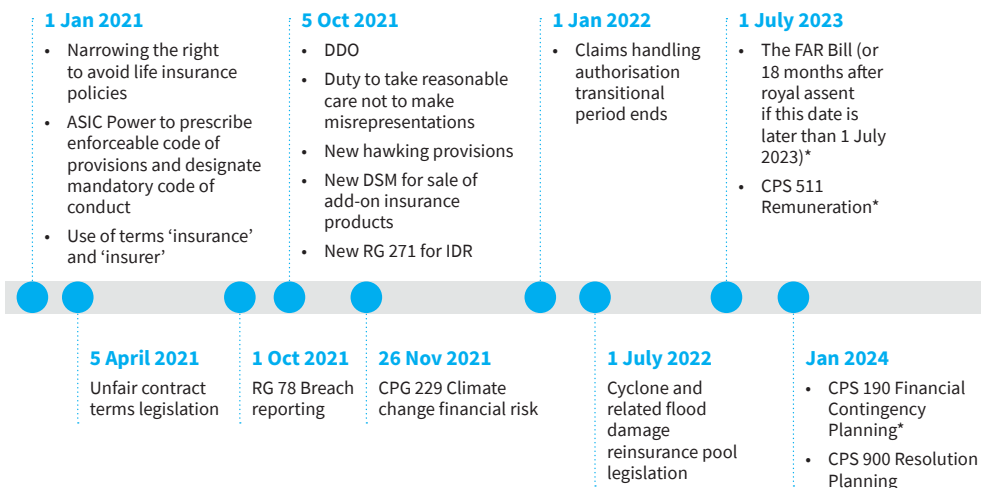 1 Jan 2021
• Narrowing the right
to avoid life insurance
policies
• ASIC Power to prescribe
enforceable code of
provisions and designate
mandatory code of
conduct
• Use of terms ‘insurance’
and ‘insurer’
5 Oct 2021
• DDO
• Duty to take reasonable
care not to make
misrepresentations
• New hawking provisions
• New DSM for sale of
add-on insurance
products
• New RG 271 for IDR
1 Jan 2022
• Claims handling
authorisation
transitional
period ends
1 July 2023
• The FAR Bill (or
18 months after
royal assent
if this date is
later than 1 July
2023)*
• CPS 511
Remuneration*
5 April 2021
Unfair contract
terms legislation
1 Oct 2021
RG 78 Breach
reporting
26 Nov 2021
CPG 229 Climate
change financial risk
1 July 2022
Cyclone and
related flood
damage
reinsurance pool
legislation
Jan 2024
• CPS 190 Financial
Contingency
Planning*
• CPS 900 Resolution
Planning